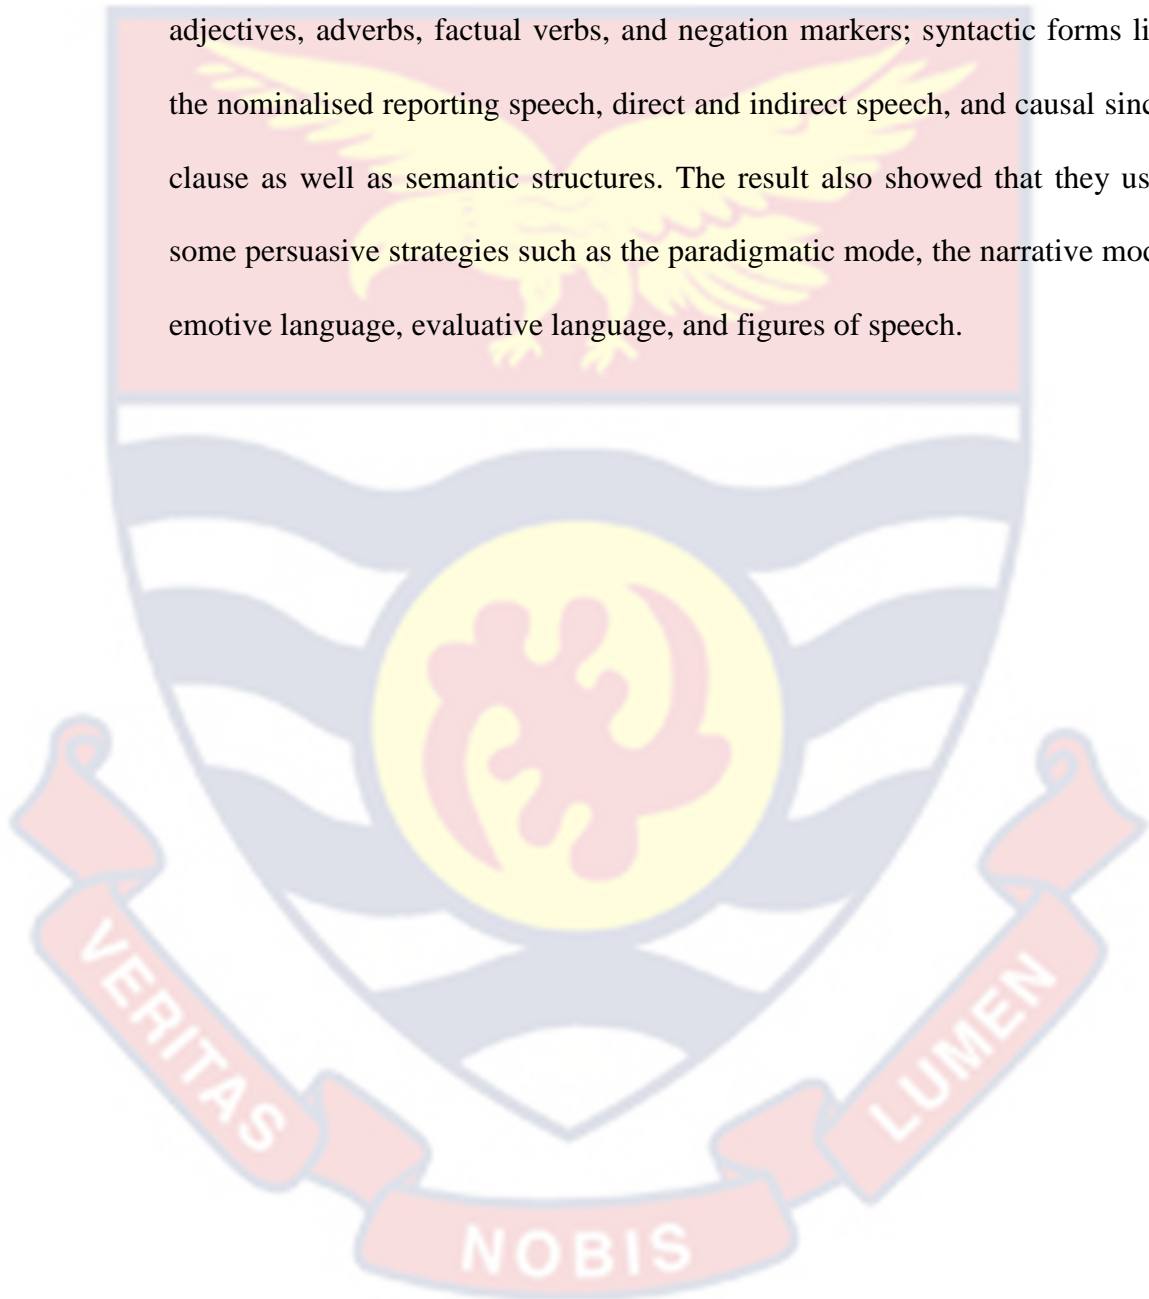 adjectives, adverbs, factual verbs, and negation markers; syntactic forms li
the nominalised reporting speech, direct and indirect speech, and causal sinc
clause as well as semantic structures. The result also showed that they us
some persuasive strategies such as the paradigmatic mode, the narrative mod
emotive language, evaluative language, and figures of speech.
VERITAS
NOBIS
LUMEN